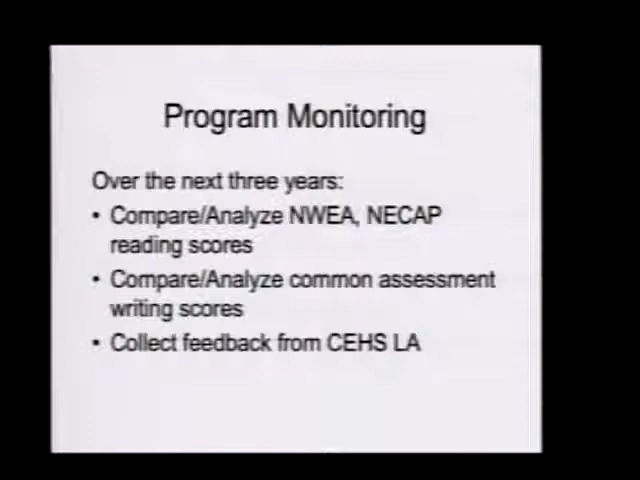 Program Monitoring
Over the next three years:
• Compare/Analyze NWEA, NECAP
reading scores
• Compare/Analyze common assessment
writing scores
• Collect feedback from CEHS LA